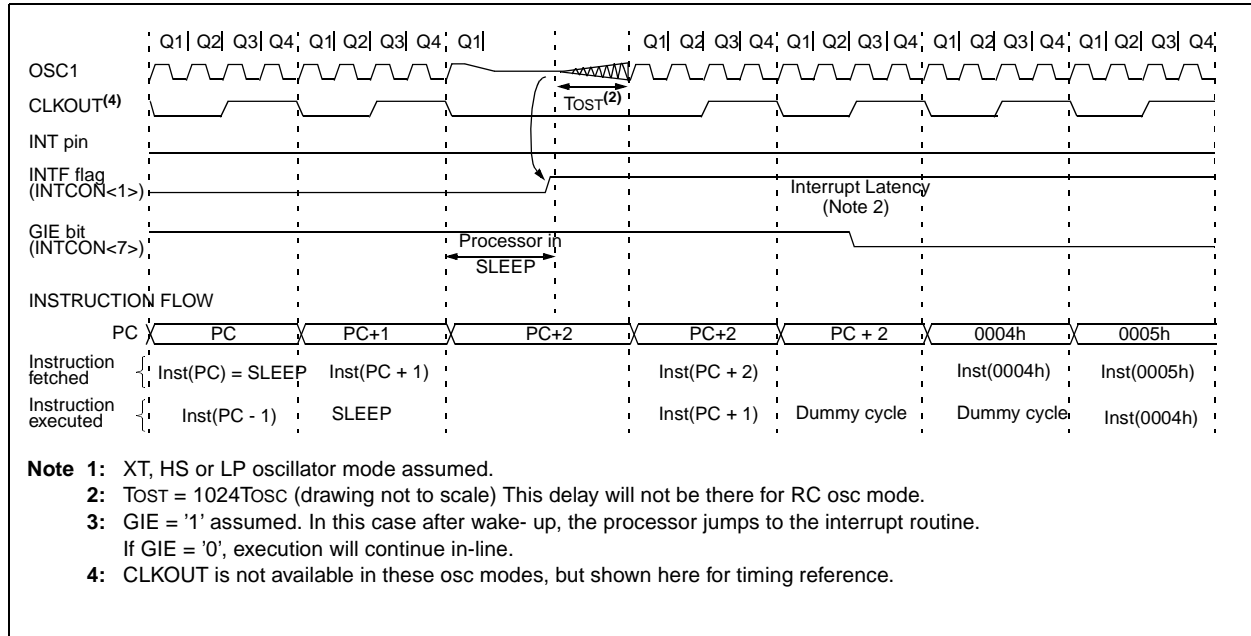 Q1 Q2 Q3 Q4 Q1 Q2 Q3 Q4 Q1 Q1 Q2 Q3 Q4 Q1 Q2 Q3 Q4 Q1 Q2 Q3 Q4 Q1 Q2 Q3 Q4
OSC1
CLKOUT(4)
TOST(2)
INT pin
INTF flag
(INTCON<1>)
Interrupt Latency
(Note 2)
GIE bit
(INTCON<7>)
Processor in
SLEEP
INSTRUCTION FLOW
PC PC PC+1 PC+2 PC+2 PC + 2 0004h 0005h
Instruction
fetched
Inst(PC) = SLEEP Inst(PC + 1) Inst(PC + 2) Inst(0004h) Inst(0005h)
Instruction
executed
Inst(PC - 1) SLEEP Inst(PC + 1) Dummy cycle Dummy cycle Inst(0004h)
Note 1: XT, HS or LP oscillator mode assumed.
2: TOST = 1024TOSC (drawing not to scale) This delay will not be there for RC osc mode.
3: GIE = '1' assumed. In this case after wake- up, the processor jumps to the interrupt routine.
If GIE = '0', execution will continue in-line.
4: CLKOUT is not available in these osc modes, but shown here for timing reference.